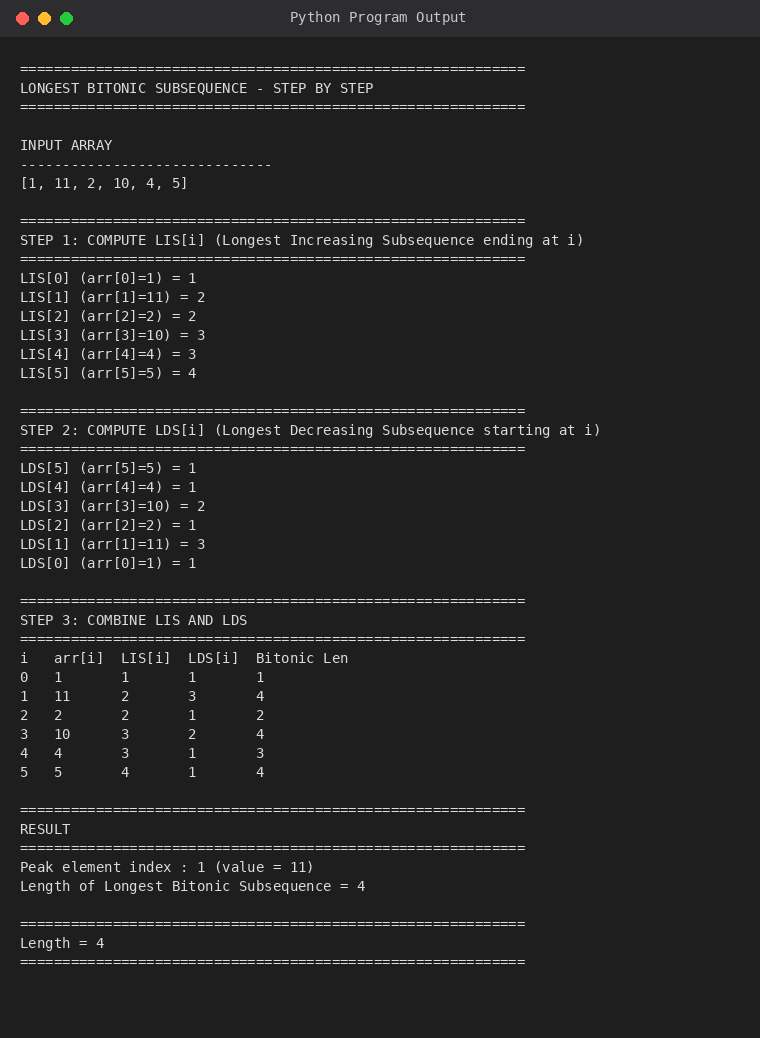 Python Program Output
============================================================
LONGEST BITONIC SUBSEQUENCE - STEP BY STEP
============================================================
INPUT ARRAY
------------------------------
[1, 11, 2, 10, 4, 5]
============================================================
STEP 1: COMPUTE LIS[i] (Longest Increasing Subsequence ending at i)
============================================================
LIS[0] (arr[0]=1) = 1
LIS[1] (arr[1]=11) = 2
LIS[2] (arr[2]=2) = 2
LIS[3] (arr[3]=10) = 3
LIS[4] (arr[4]=4) = 3
LIS[5] (arr[5]=5) = 4
============================================================
STEP 2: COMPUTE LDS[i] (Longest Decreasing Subsequence starting at i)
============================================================
LDS[5] (arr[5]=5) = 1
LDS[4] (arr[4]=4) = 1
LDS[3] (arr[3]=10) = 2
LDS[2] (arr[2]=2) = 1
LDS[1] (arr[1]=11) = 3
LDS[0] (arr[0]=1) = 1
============================================================
STEP 3: COMBINE LIS AND LDS
============================================================
i   arr[i]  LIS[i]  LDS[i]  Bitonic Len
0   1       1       1       1
1   11      2       3       4
2   2       2       1       2
3   10      3       2       4
4   4       3       1       3
5   5       4       1       4
============================================================
RESULT
============================================================
Peak element index : 1 (value = 11)
Length of Longest Bitonic Subsequence = 4
============================================================
Length = 4
============================================================